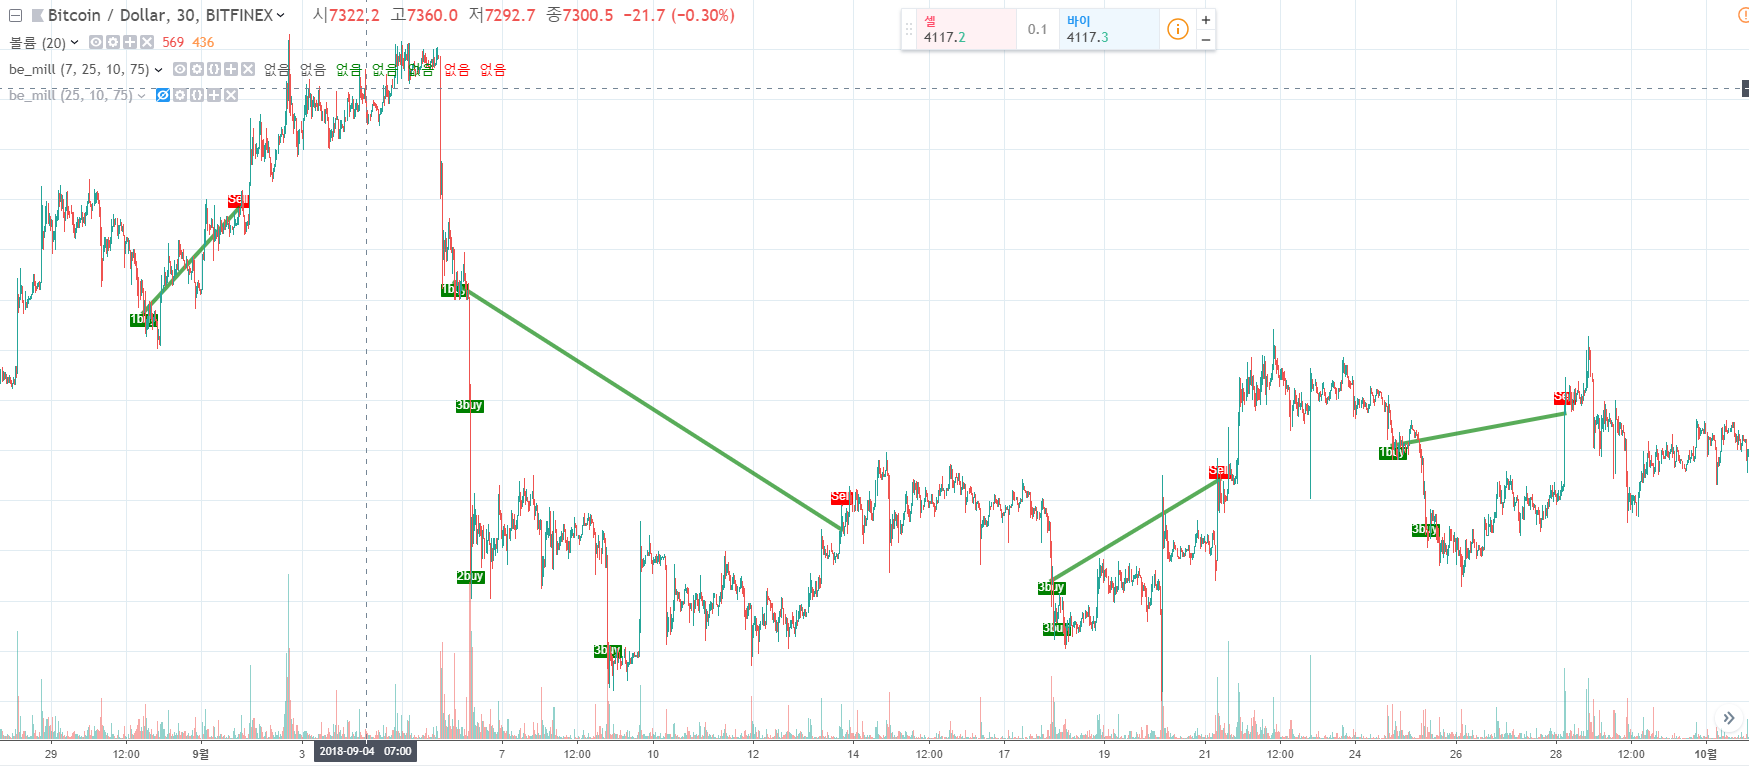 Bitcoin / Dollar, 30, BITFINEX 시7322.2 고7360.0 저7292.7 종7300.5 −21.7 (−0.30%)
볼륨 (20) 569 436
be_mill (7, 25, 10, 75) 없음 없음 없음 없음 없음 없음 없음
be_mill (25, 10, 75)
셀
4117.2
0.1
바이
4117.3
+
−
Sell
1buy
1buy
3buy
2buy
Sell
3buy
Sell
3buy
3buy
Sell
1buy
3buy
29 12:00 9월 3 2018-09-04 07:00 7 12:00 10 12 14 12:00 17 19 21 12:00 24 26 28 12:00 10월